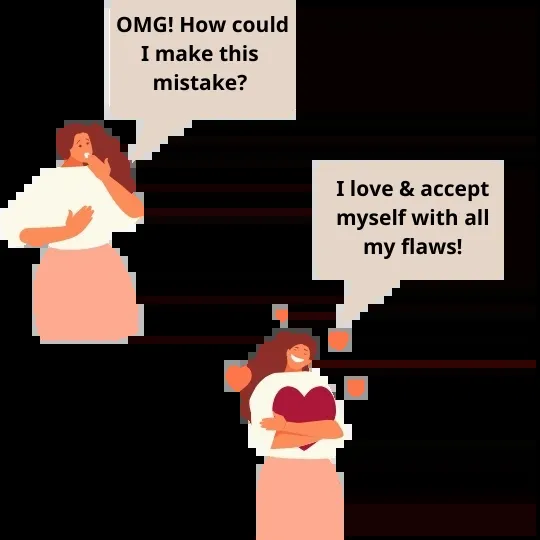 OMG! How could
I make this
mistake?
I love & accept
myself with all
my flaws!